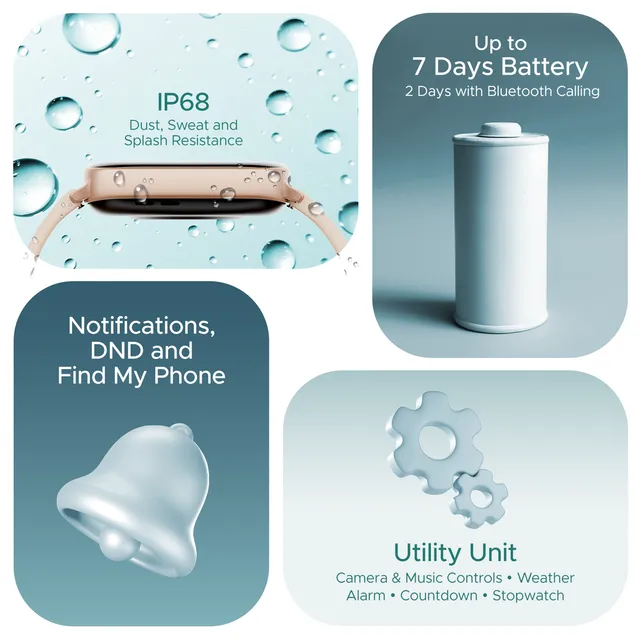 IP68
Dust, Sweat and
Splash Resistance
Up to
7 Days Battery
2 Days with Bluetooth Calling
Notifications,
DND and
Find My Phone
Utility Unit
Camera & Music Controls • Weather
Alarm • Countdown • Stopwatch